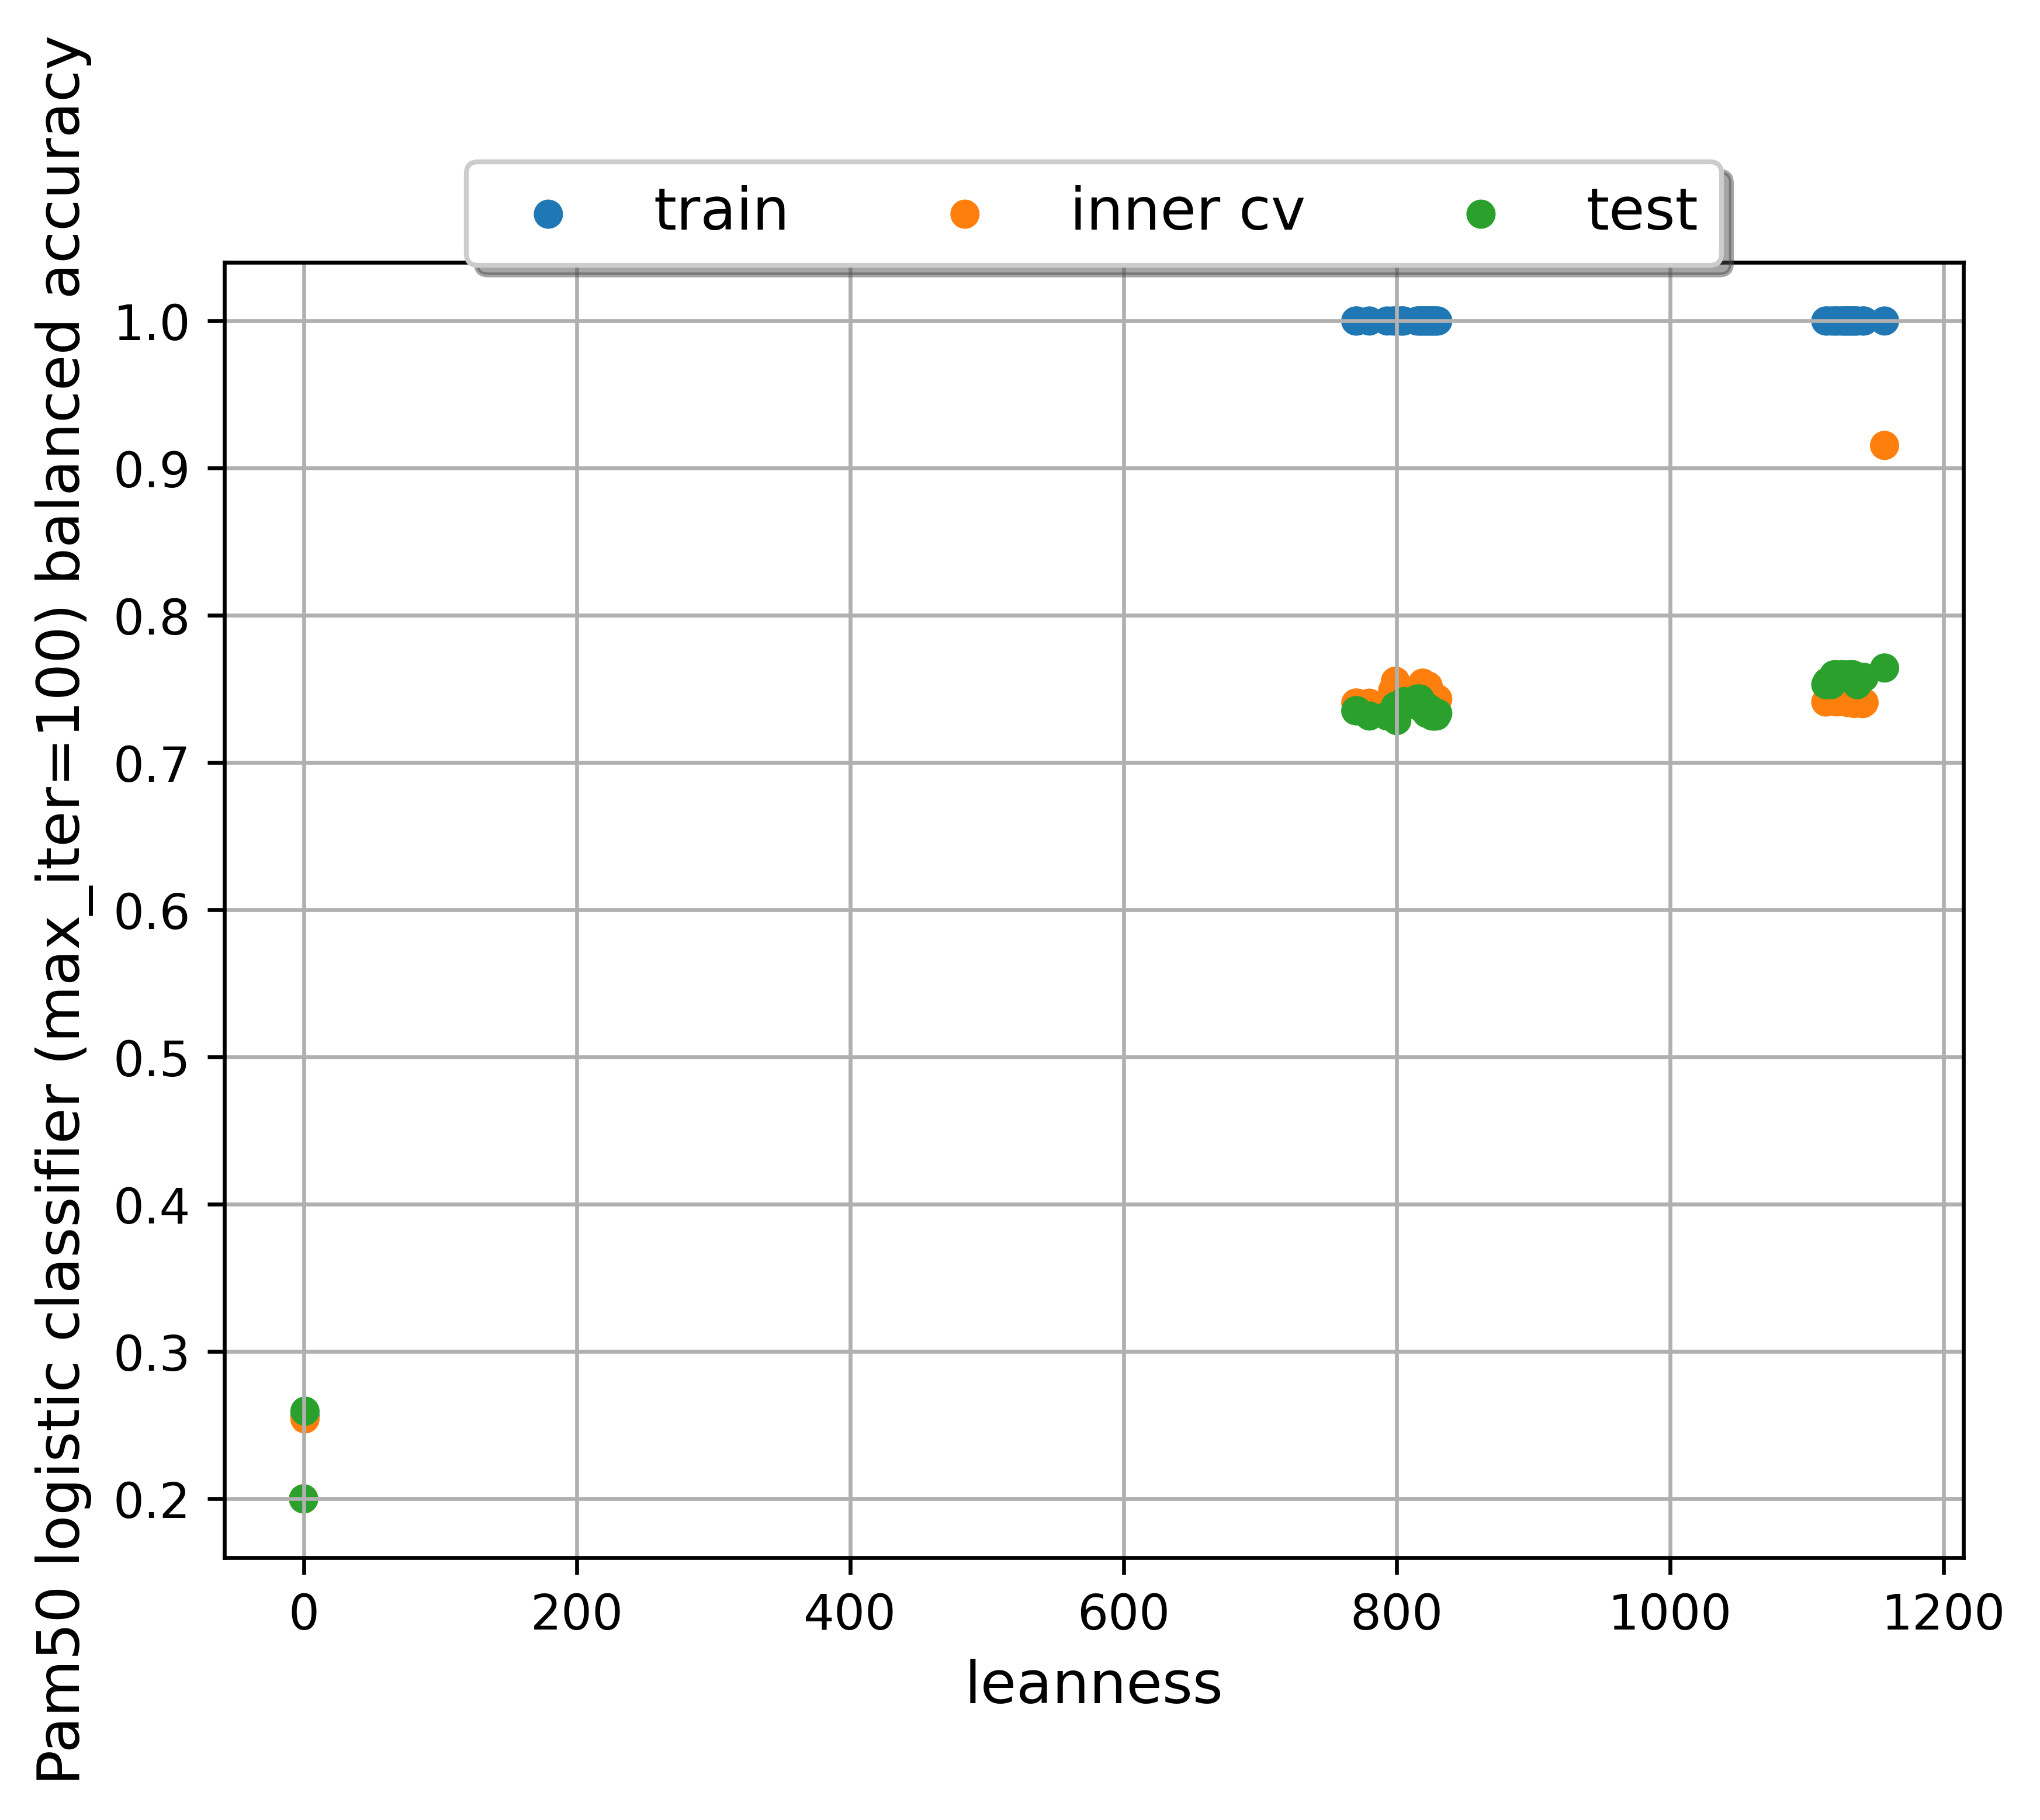 train inner cv test
Pam50 logistic classifier (max_iter=100) balanced accuracy
1.0
0.9
0.8
0.7
0.6
0.5
0.4
0.3
0.2
0 200 400 600 800 1000 1200
leanness